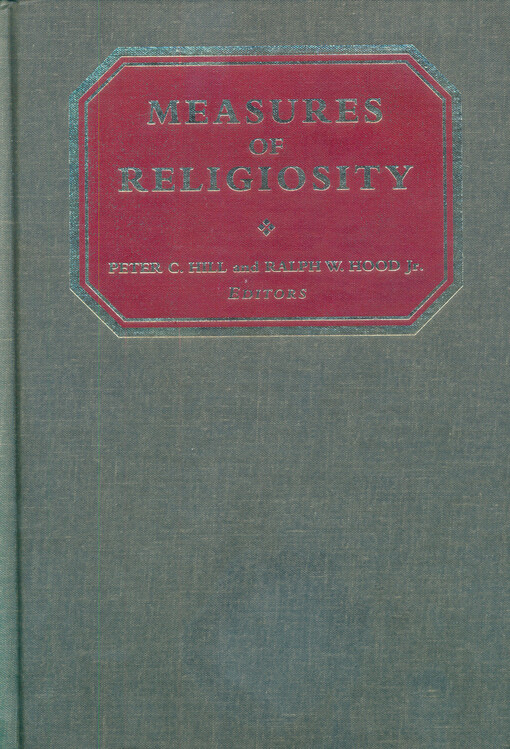 MEASURES
OF
RELIGIOSITY
PETER C. HILL and RALPH W. HOOD Jr.
EDITORS